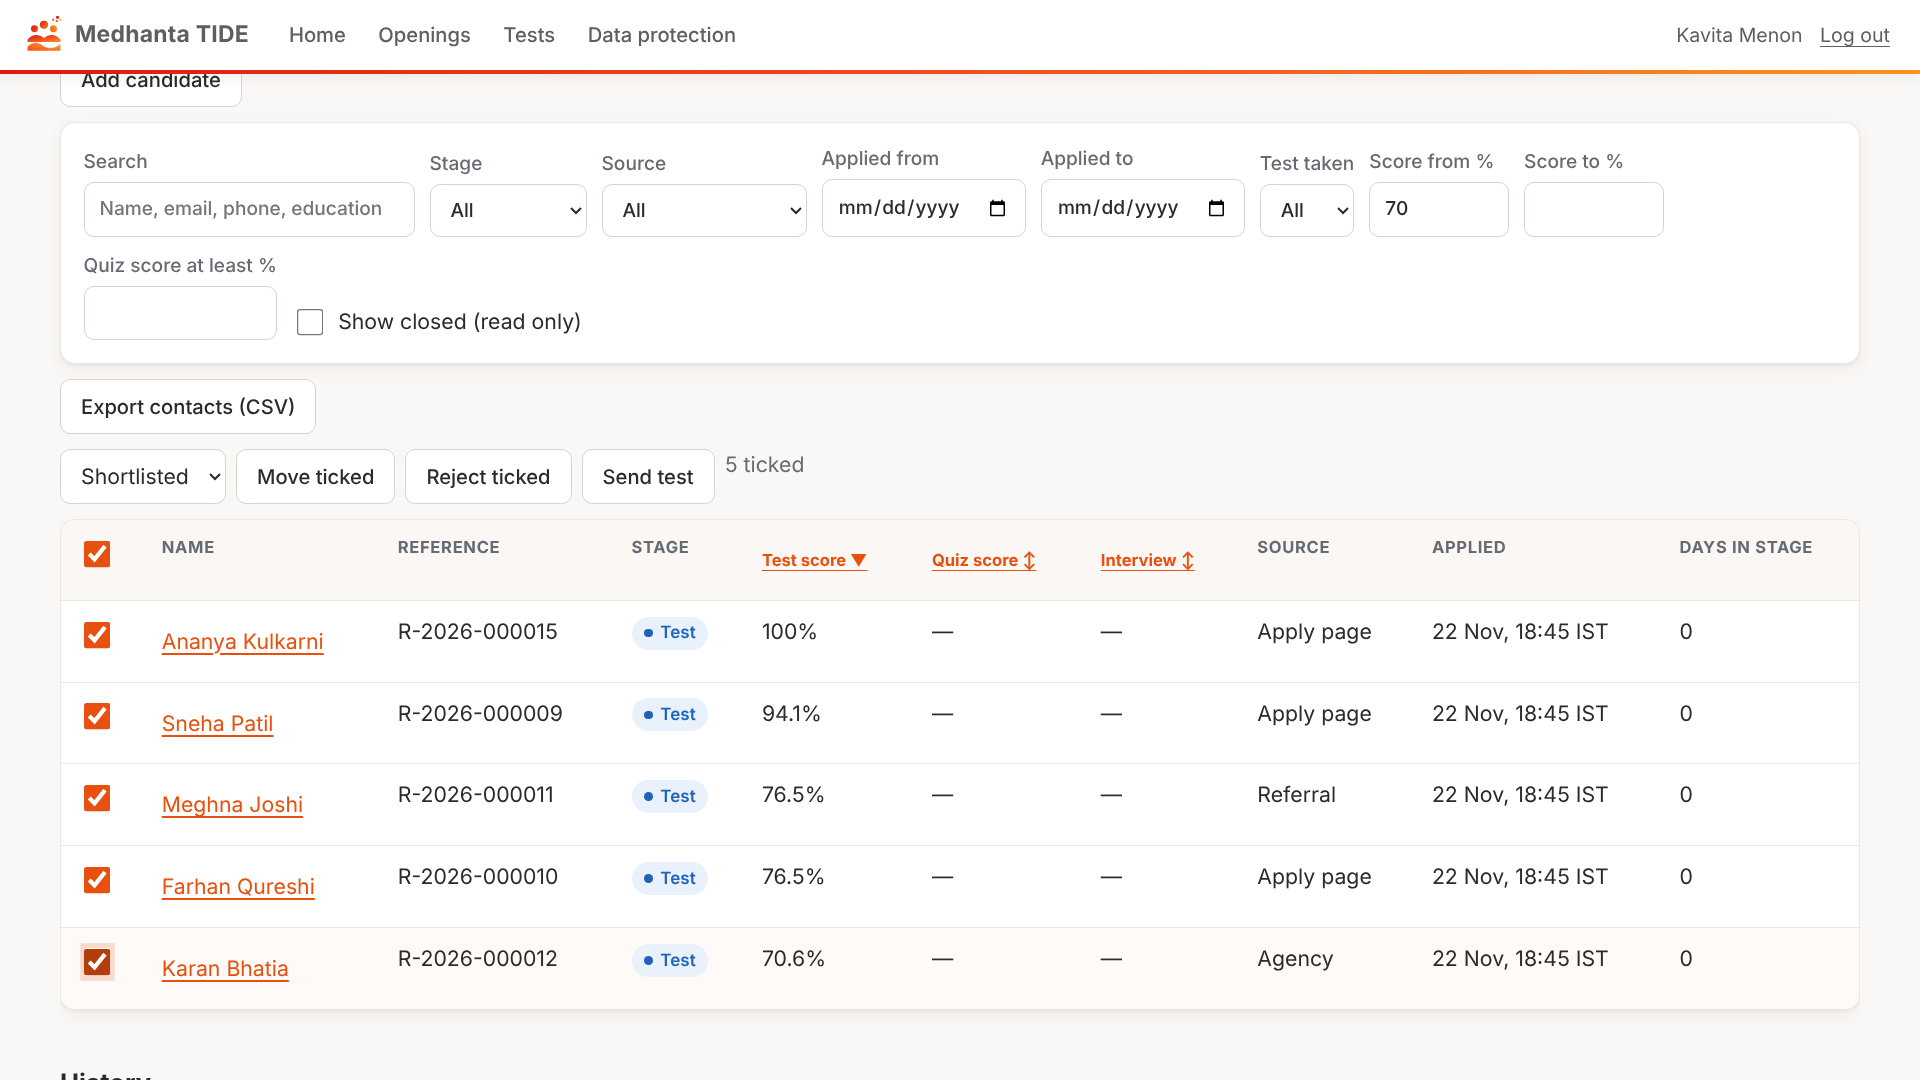 Medhanta TIDE Home Openings Tests Data protection Kavita Menon Log out
Add candidate
Search Stage Source Applied from Applied to Test taken Score from % Score to %
Name, email, phone, education All All mm/dd/yyyy mm/dd/yyyy All 70
Quiz score at least %
Show closed (read only)
Export contacts (CSV)
Shortlisted Move ticked Reject ticked Send test 5 ticked
NAME REFERENCE STAGE Test score ▼ Quiz score ↕ Interview ↕ SOURCE APPLIED DAYS IN STAGE
Ananya Kulkarni R-2026-000015 Test 100% — — Apply page 22 Nov, 18:45 IST 0
Sneha Patil R-2026-000009 Test 94.1% — — Apply page 22 Nov, 18:45 IST 0
Meghna Joshi R-2026-000011 Test 76.5% — — Referral 22 Nov, 18:45 IST 0
Farhan Qureshi R-2026-000010 Test 76.5% — — Apply page 22 Nov, 18:45 IST 0
Karan Bhatia R-2026-000012 Test 70.6% — — Agency 22 Nov, 18:45 IST 0
History